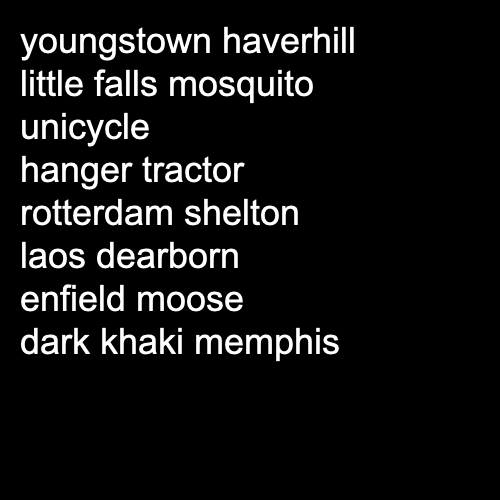 youngstown haverhill
little falls mosquito
unicycle
hanger tractor
rotterdam shelton
laos dearborn
enfield moose
dark khaki memphis